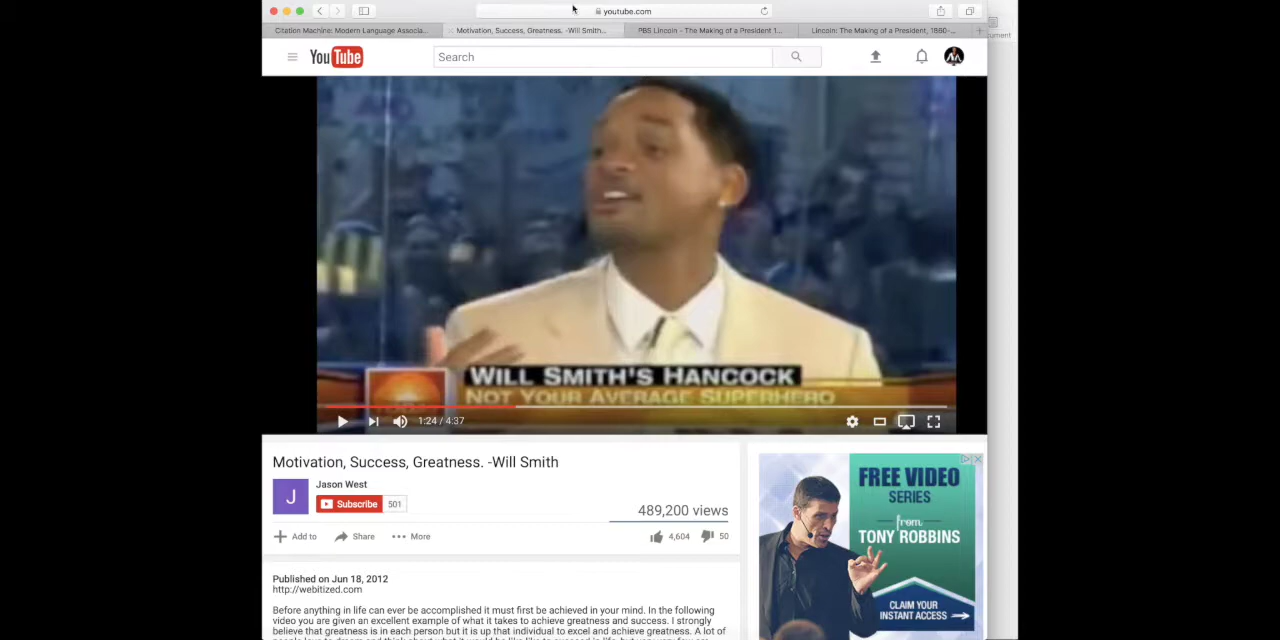 youtube.com
Citation Machine: Modern Language Associa...
Motivation, Success, Greatness. -Will Smith...
PBS Lincoln - The Making of a President 1...
Lincoln: The Making of a President, 1860-...
YouTube
Search
WILL SMITH'S HANCOCK
NOT YOUR AVERAGE SUPERHERO
1:24 / 4:37
Motivation, Success, Greatness. -Will Smith
J
Jason West
Subscribe 501
489,200 views
Add to Share More 4,604 50
Published on Jun 18, 2012
http://webitized.com
Before anything in life can ever be accomplished it must first be achieved in your mind. In the following
video you are given an excellent example of what it takes to achieve greatness and success. I strongly
believe that greatness is in each person but it is up that individual to excel and achieve greatness. A lot of
FREE VIDEO
SERIES
from
TONY ROBBINS
CLAIM YOUR
INSTANT ACCESS